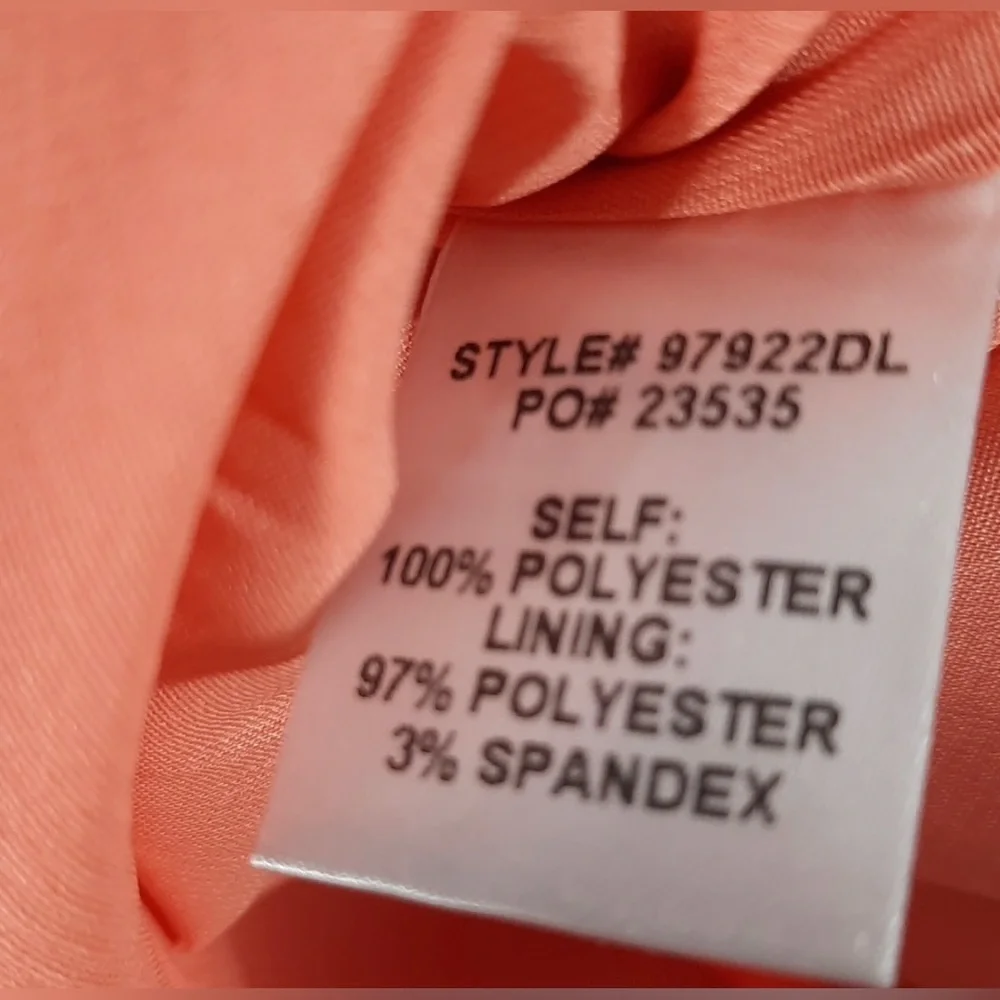 STYLE# 97922DL
PO# 23535
SELF:
100% POLYESTER
LINING:
97% POLYESTER
3% SPANDEX